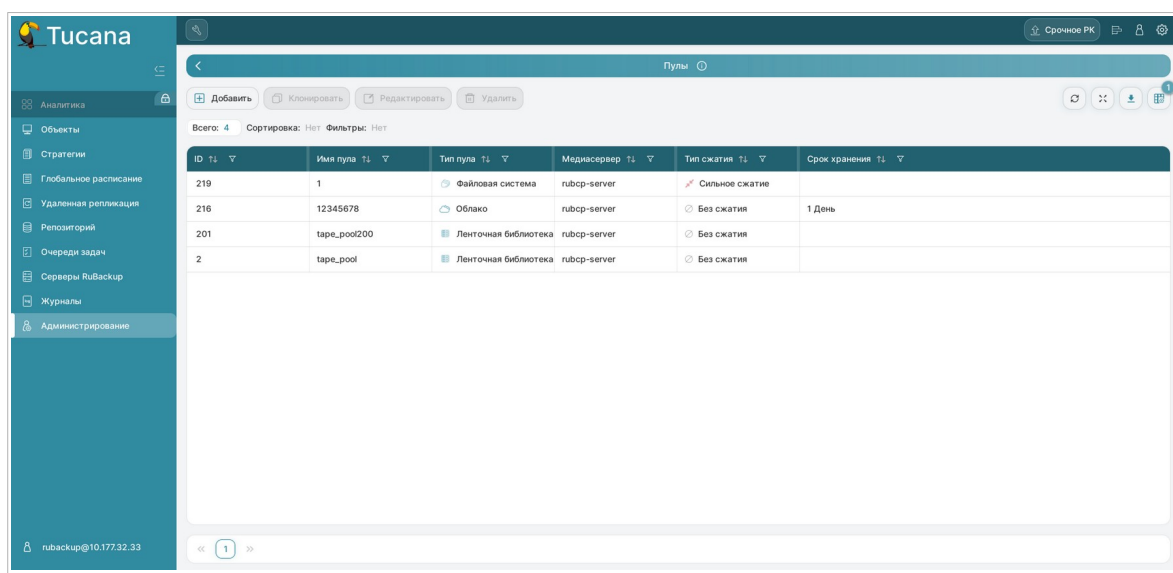 Tucana
Срочное РК
Пулы
Аналитика
Объекты
Стратегии
Глобальное расписание
Удаленная репликация
Репозиторий
Очереди задач
Серверы RuBackup
Журналы
Администрирование
rubackup@10.177.32.33
Добавить Клонировать Редактировать Удалить
1
Всего: 4 Сортировка: Нет Фильтры: Нет
ID Имя пула Тип пула Медиасервер Тип сжатия Срок хранения
219 1 Файловая система rubcp-server Сильное сжатие
216 12345678 Облако rubcp-server Без сжатия 1 День
201 tape_pool200 Ленточная библиотека rubcp-server Без сжатия
2 tape_pool Ленточная библиотека rubcp-server Без сжатия
« 1 »